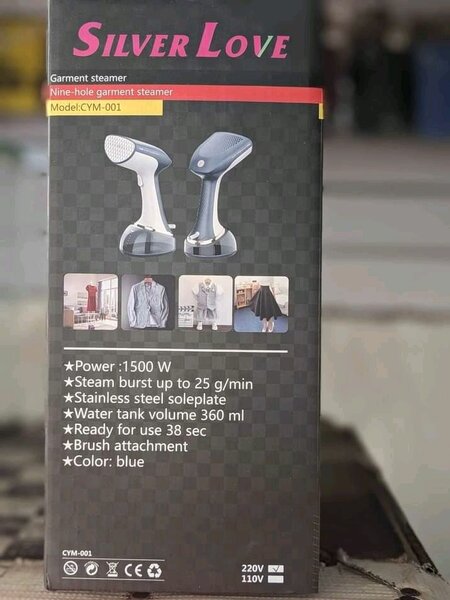 SILVER LOVE
Garment steamer
Nine-hole garment steamer
Model:CYM-001
★Power :1500 W
★Steam burst up to 25 g/min
★Stainless steel soleplate
★Water tank volume 360 ml
★Ready for use 38 sec
★Brush attachment
★Color: blue
CYM-001
CE
220V
110V